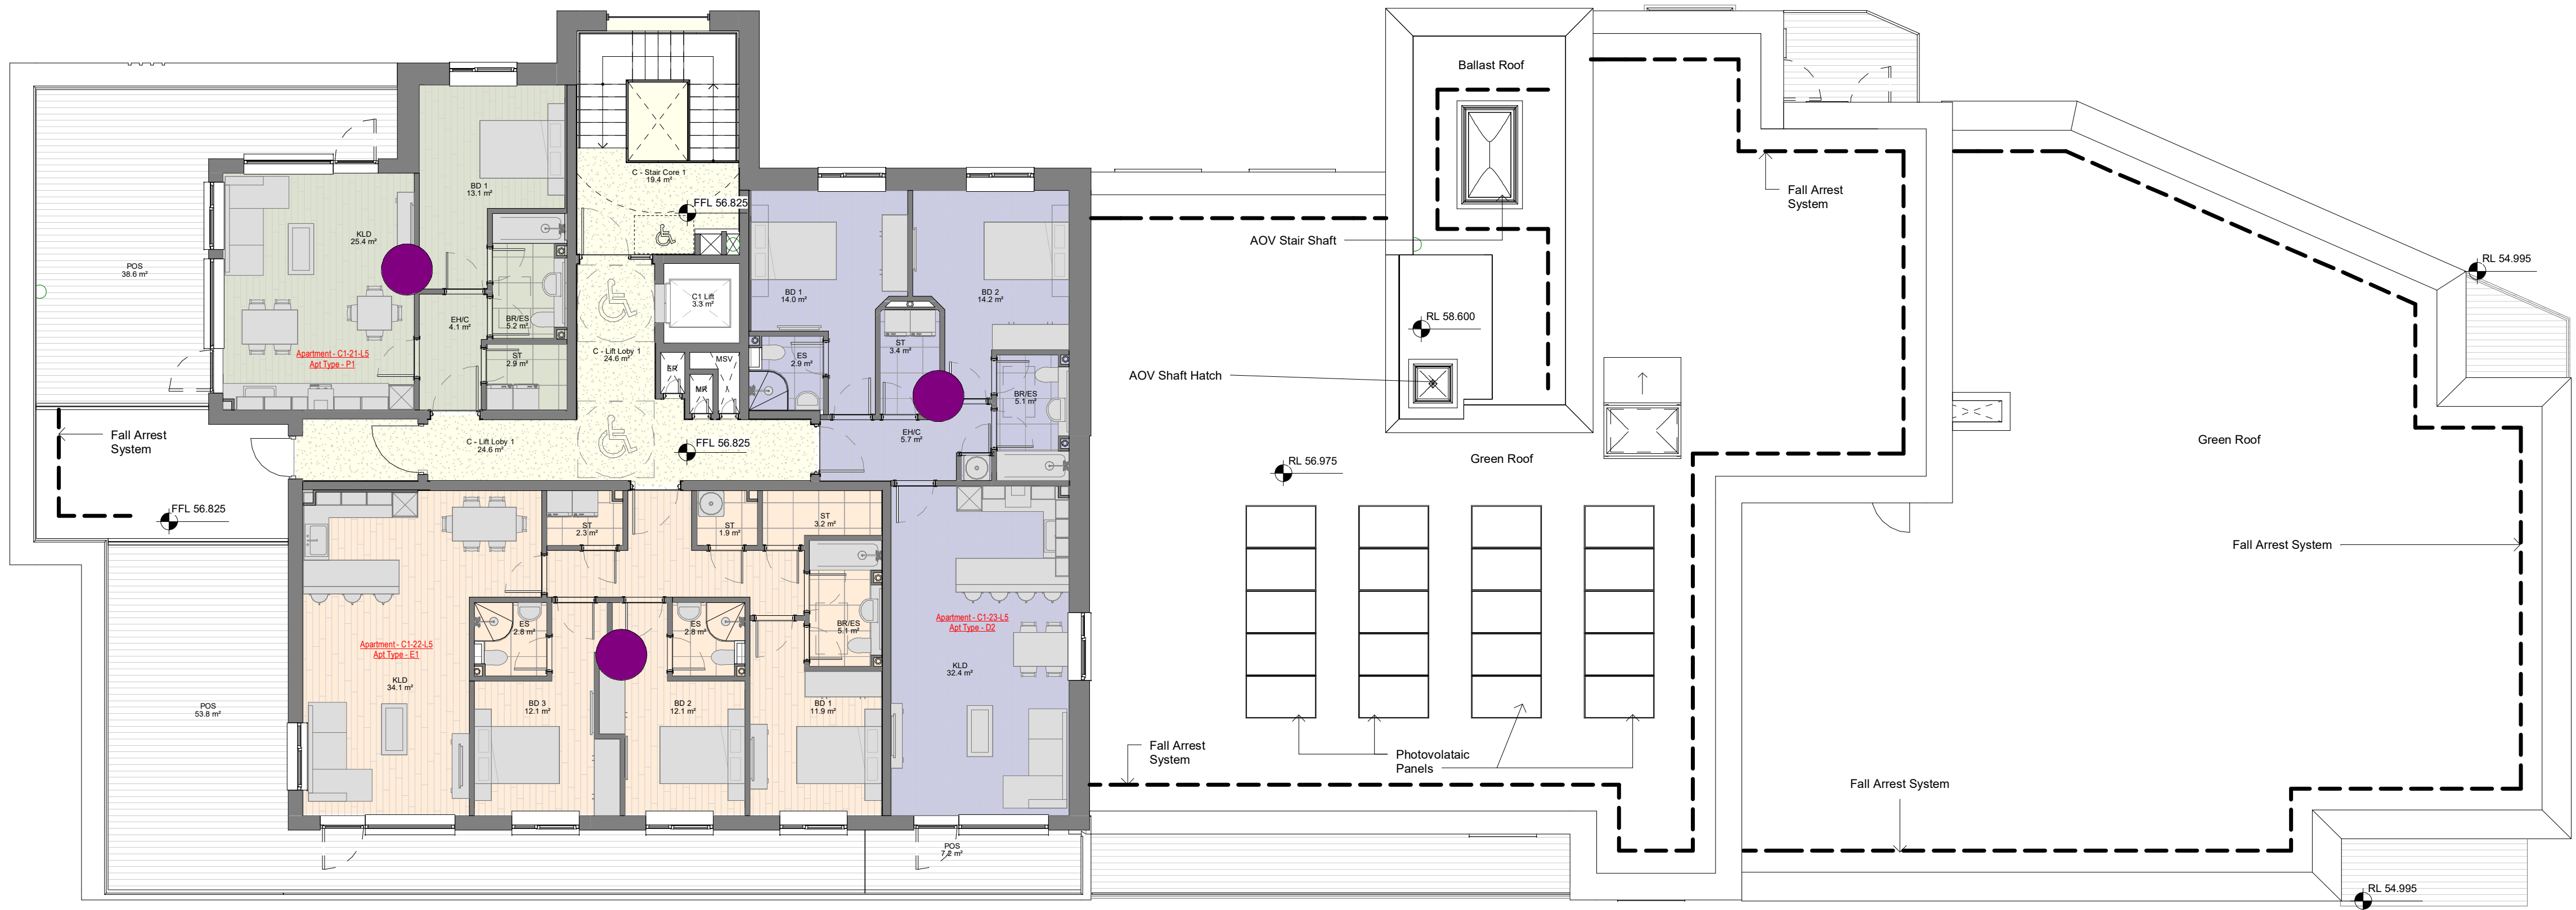 Ballast Roof
C - Stair Core 1
19.4 m²
BD 1
13.1 m²
FFL 56.825
Fall Arrest
System
KLD
25.4 m²
AOV Stair Shaft
POS
38.6 m²
RL 54.995
BD 1
14.0 m²
BD 2
14.2 m²
C1 Lift
3.3 m²
EH/C
4.1 m²
BR/ES
5.2 m²
RL 58.600
Apartment - C1-21-L5
Apt Type - P1
ST
2.9 m²
C - Lift Loby 1
24.6 m²
ER
MSV
MR
ES
2.9 m²
ST
3.4 m²
AOV Shaft Hatch
BR/ES
5.1 m²
Fall Arrest
System
C - Lift Loby 1
24.6 m²
FFL 56.825
EH/C
5.7 m²
Green Roof
Green Roof
RL 56.975
FFL 56.825
ST
2.3 m²
ST
1.9 m²
ST
3.2 m²
Fall Arrest System
Apartment - C1-22-L5
Apt Type - E1
ES
2.8 m²
ES
2.8 m²
BR/ES
5.1 m²
Apartment - C1-23-L5
Apt Type - D2
KLD
34.1 m²
KLD
32.4 m²
POS
53.8 m²
BD 3
12.1 m²
BD 2
12.1 m²
BD 1
11.9 m²
Fall Arrest
System
Photovolataic
Panels
Fall Arrest System
POS
7.2 m²
RL 54.995